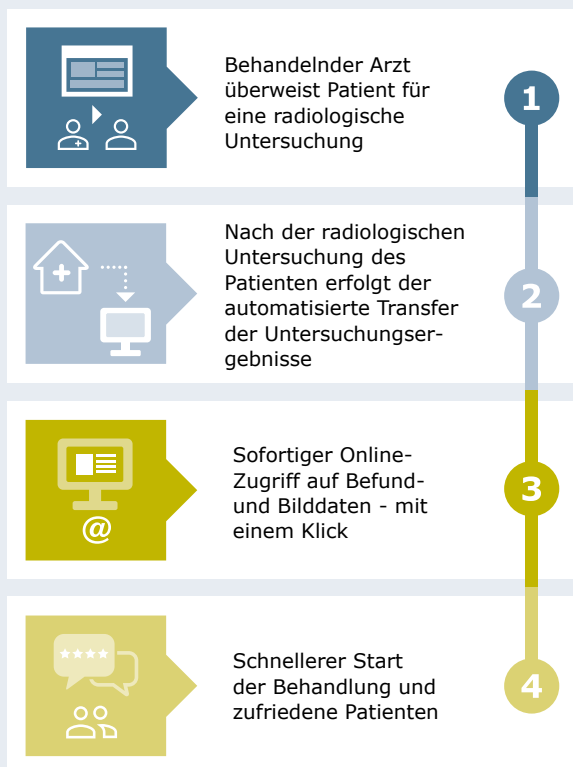 Behandelnder Arzt
überweist Patient für
eine radiologische
Untersuchung
1
Nach der radiologischen
Untersuchung des
Patienten erfolgt der
automatisierte Transfer
der Untersuchungser-
gebnisse
2
Sofortiger Online-
Zugriff auf Befund-
und Bilddaten - mit
einem Klick
@
3
Schnellerer Start
der Behandlung und
zufriedene Patienten
4